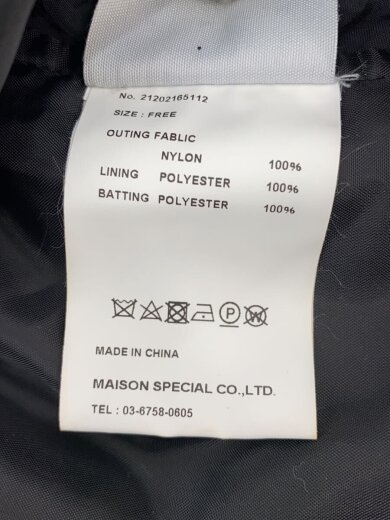 No. 21202165112
SIZE : FREE
OUTING FABLIC
NYLON 100%
LINING POLYESTER 100%
BATTING POLYESTER 100%
P W
MADE IN CHINA
MAISON SPECIAL CO.,LTD.
TEL : 03-6758-0605